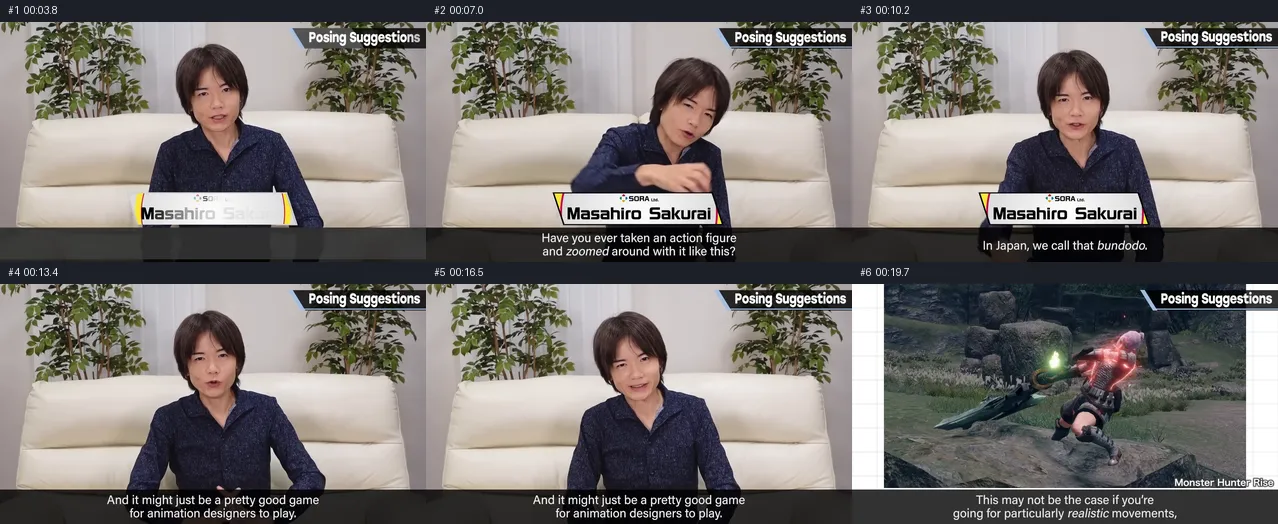 #1 00:03.8
Posing Suggestions
SORA
Masahiro Sakurai
#2 00:07.0
Posing Suggestions
SORA Ltd.
Masahiro Sakurai
Have you ever taken an action figure
and zoomed around with it like this?
#3 00:10.2
Posing Suggestions
SORA Ltd.
Masahiro Sakurai
In Japan, we call that bundodo.
#4 00:13.4
Posing Suggestions
And it might just be a pretty good game
for animation designers to play.
#5 00:16.5
Posing Suggestions
And it might just be a pretty good game
for animation designers to play.
#6 00:19.7
Posing Suggestions
Monster Hunter Rise
This may not be the case if you're
going for particularly realistic movements,